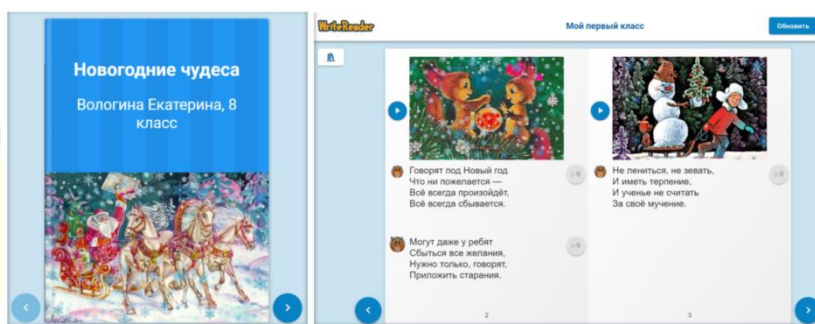 Новогодние чудеса
Вологина Екатерина, 8
класс
WriteReader
Мой первый класс
Обновить
Говорят под Новый год
Что ни пожелается —
Всё всегда произойдёт,
Всё всегда сбывается.
Могут даже у ребят
Сбыться все желания,
Нужно только, говорят,
Приложить старания.
2
Не лениться, не зевать,
И иметь терпение,
И ученье не считать
За своё мучение.
3